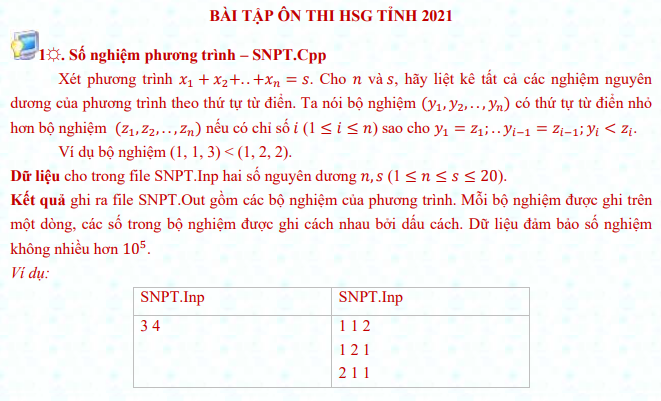 BÀI TẬP ÔN THI HSG TỈNH 2021
1☼. Số nghiệm phương trình – SNPT.Cpp
Xét phương trình x₁ + x₂+..+xₙ = s. Cho n và s, hãy liệt kê tất cả các nghiệm nguyên
dương của phương trình theo thứ tự từ điển. Ta nói bộ nghiệm (y₁, y₂, . . , yₙ) có thứ tự từ điển nhỏ
hơn bộ nghiệm (z₁, z₂, . . , zₙ) nếu có chỉ số i (1 ≤ i ≤ n) sao cho y₁ = z₁; . . yᵢ₋₁ = zᵢ₋₁; yᵢ < zᵢ.
Ví dụ bộ nghiệm (1, 1, 3) < (1, 2, 2).
Dữ liệu cho trong file SNPT.Inp hai số nguyên dương n, s (1 ≤ n ≤ s ≤ 20).
Kết quả ghi ra file SNPT.Out gồm các bộ nghiệm của phương trình. Mỗi bộ nghiệm được ghi trên
một dòng, các số trong bộ nghiệm được ghi cách nhau bởi dấu cách. Dữ liệu đảm bảo số nghiệm
không nhiều hơn 10⁵.
Ví dụ:
SNPT.Inp SNPT.Inp
3 4 1 1 2
1 2 1
2 1 1